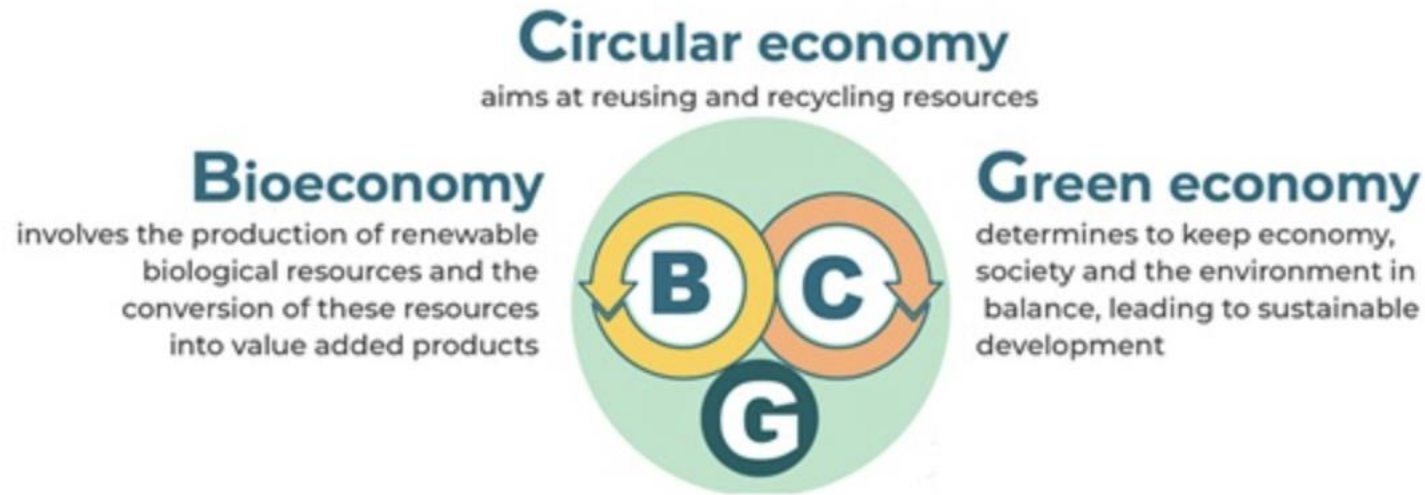 Circular economy
aims at reusing and recycling resources
Bioeconomy
involves the production of renewable
biological resources and the
conversion of these resources
into value added products
Green economy
determines to keep economy,
society and the environment in
balance, leading to sustainable
development
B
C
G